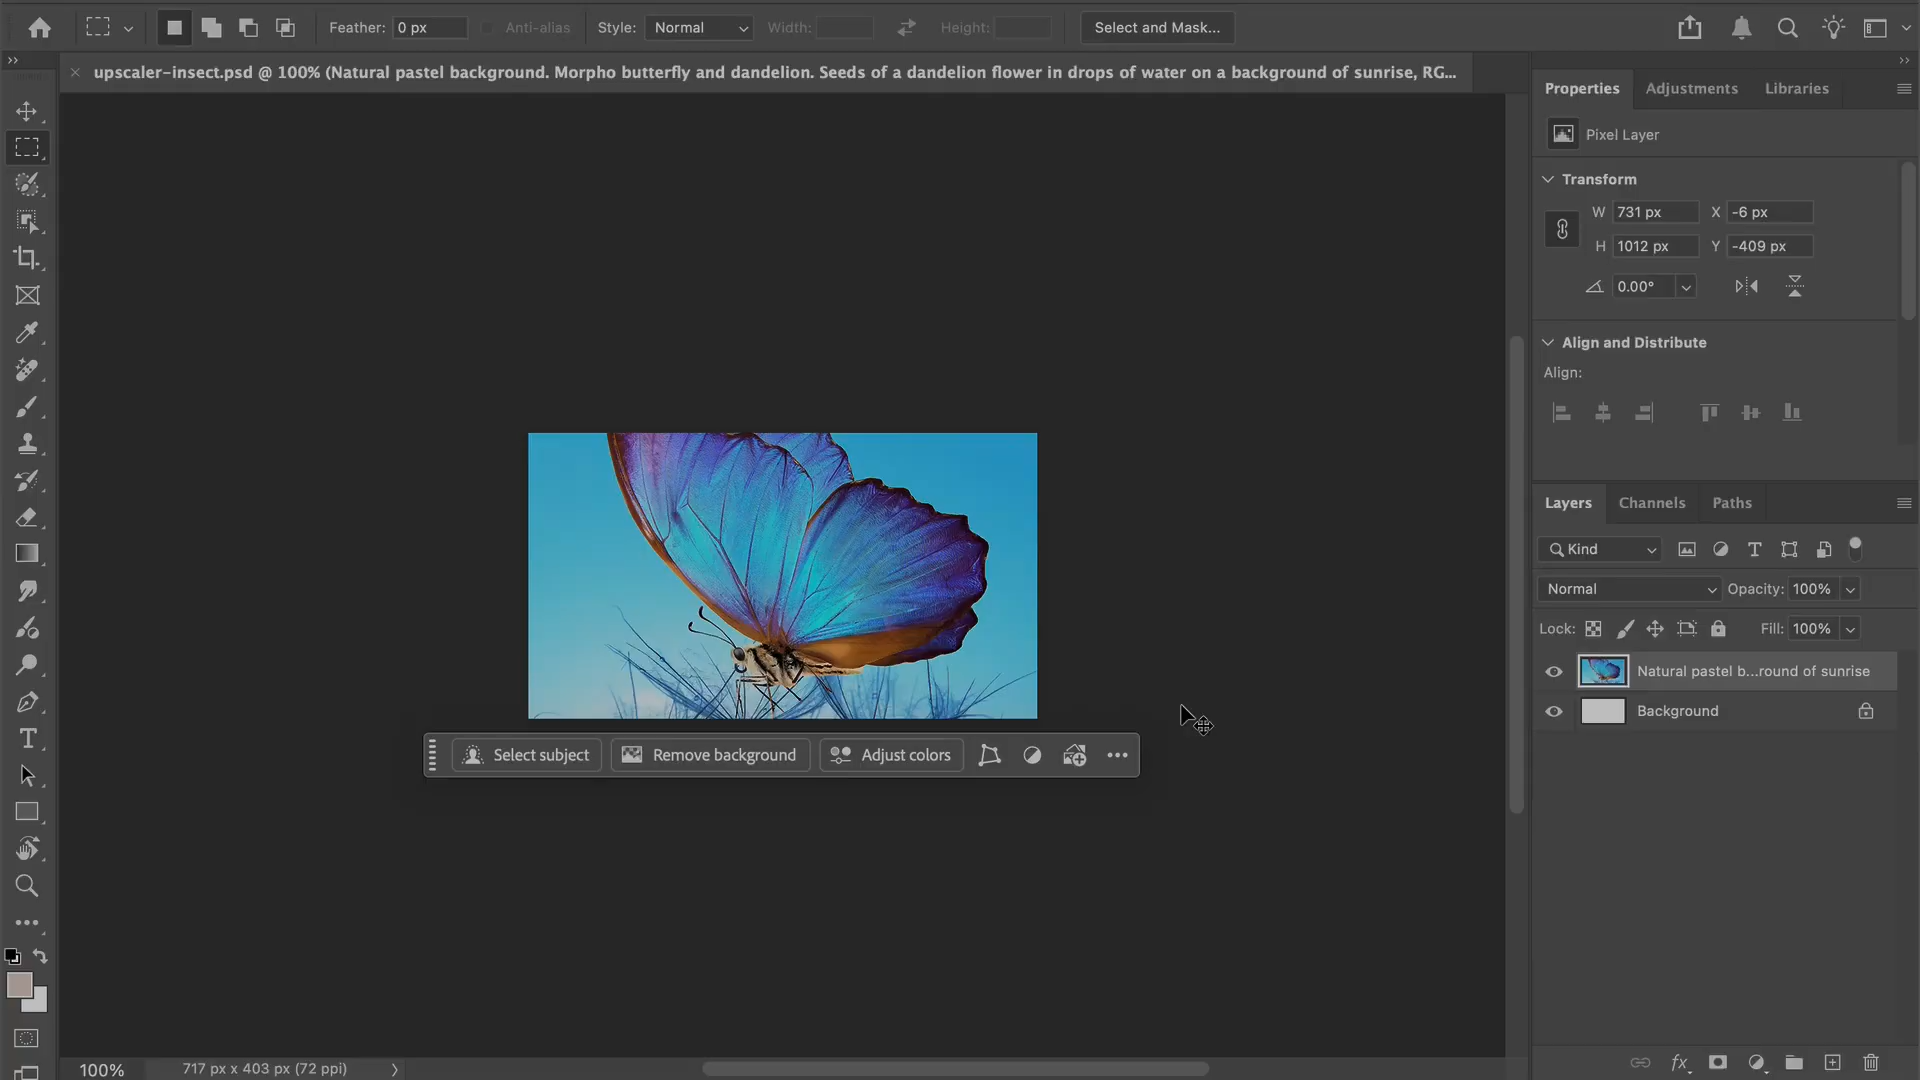 Feather: 0 px Anti-alias Style: Normal Width: Height: Select and Mask...
upscaler-insect.psd @ 100% (Natural pastel background. Morpho butterfly and dandelion. Seeds of a dandelion flower in drops of water on a background of sunrise, RG...
Properties Adjustments Libraries
Pixel Layer
Transform
W 731 px X -6 px
H 1012 px Y -409 px
0.00°
Align and Distribute
Align:
Layers Channels Paths
Kind
Normal Opacity: 100%
Lock: Fill: 100%
Natural pastel b...round of sunrise
Background
Select subject Remove background Adjust colors
100% 717 px x 403 px (72 ppi)
fx